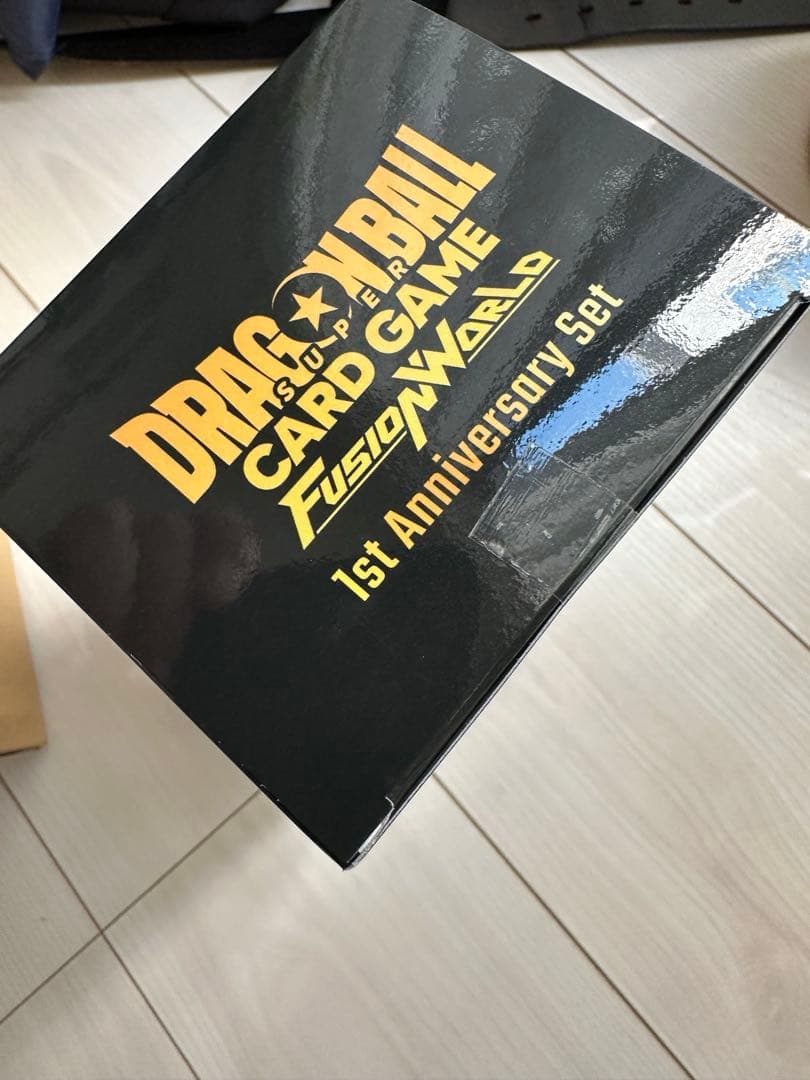 DRAGON BALL
SUPER
CARD GAME
FUSION WORLD
1st Anniversary Set